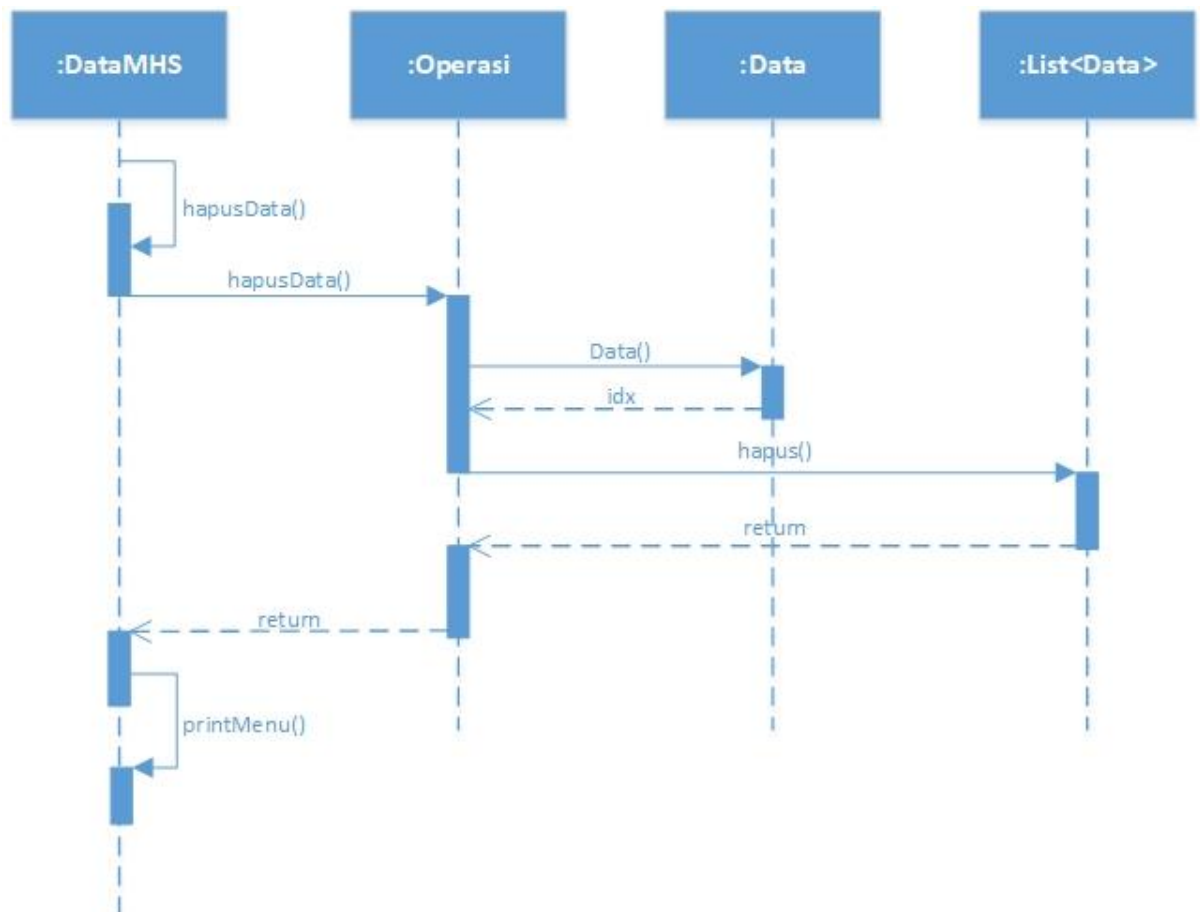 :DataMHS
:Operasi
:Data
:List<Data>
hapusData()
hapusData()
Data()
idx
hapus()
return
return
printMenu()